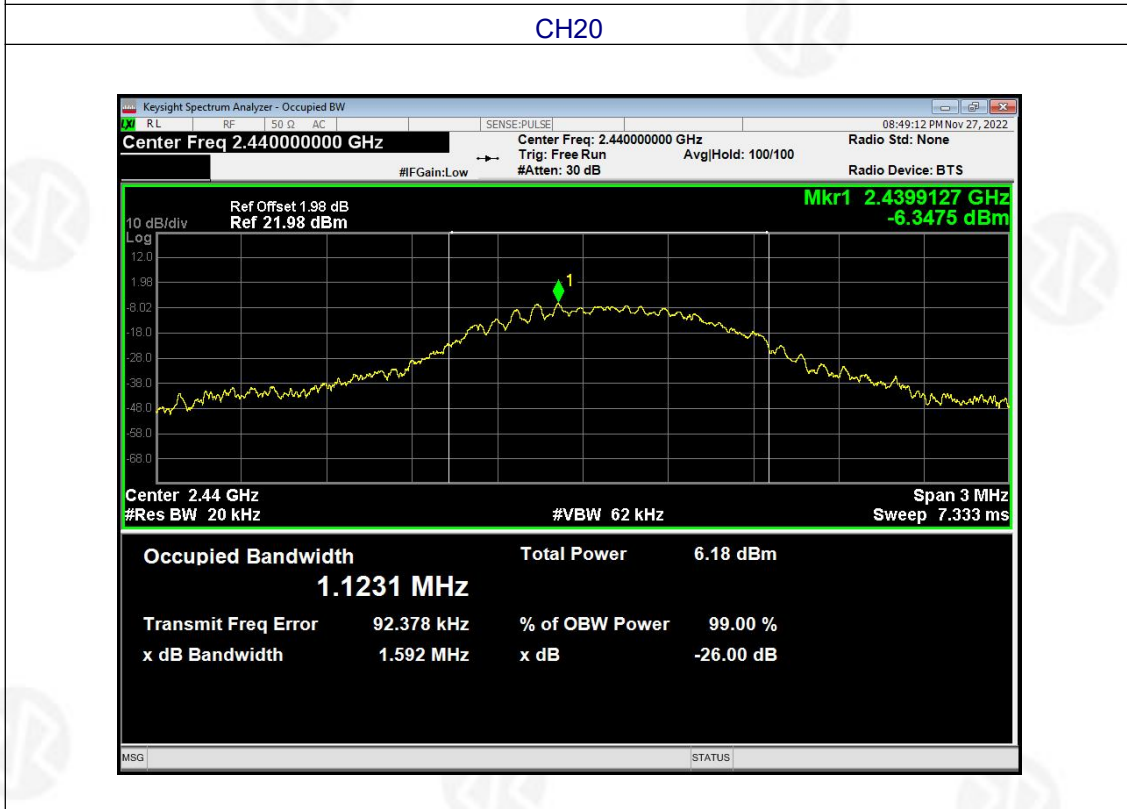 CH20
Keysight Spectrum Analyzer - Occupied BW
LXI RL RF 50 Ω AC SENSE:PULSE 08:49:12 PM Nov 27, 2022
Center Freq 2.440000000 GHz Center Freq: 2.440000000 GHz Radio Std: None
Trig: Free Run Avg|Hold: 100/100
#IFGain:Low #Atten: 30 dB Radio Device: BTS
Mkr1 2.4399127 GHz
Ref Offset 1.98 dB -6.3475 dBm
10 dB/div Ref 21.98 dBm
Log
12.0
1.98
1
-8.02
-18.0
-28.0
-38.0
-48.0
-58.0
-68.0
Center 2.44 GHz Span 3 MHz
#Res BW 20 kHz #VBW 62 kHz Sweep 7.333 ms
Occupied Bandwidth Total Power 6.18 dBm
1.1231 MHz
Transmit Freq Error 92.378 kHz % of OBW Power 99.00 %
x dB Bandwidth 1.592 MHz x dB -26.00 dB
MSG STATUS